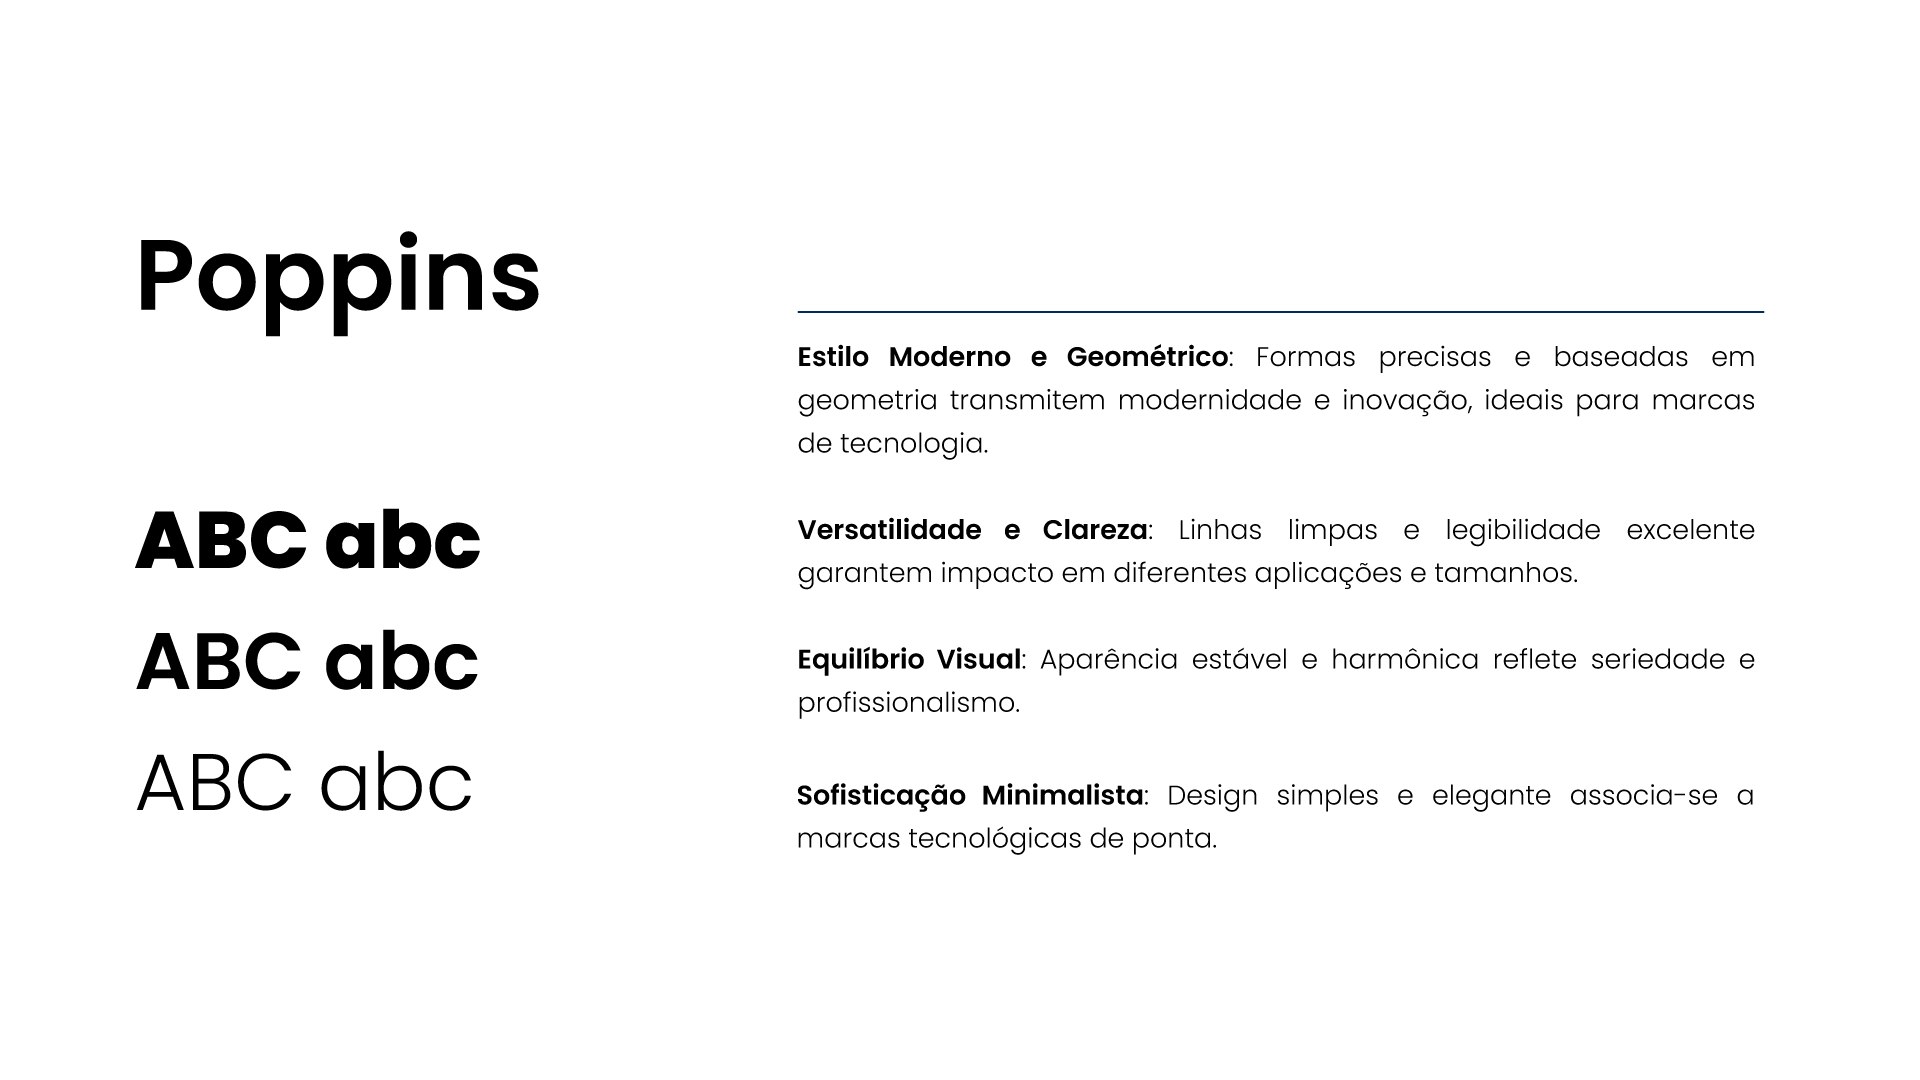 Poppins
ABC abc
ABC abc
ABC abc
Estilo Moderno e Geométrico: Formas precisas e baseadas em
geometria transmitem modernidade e inovação, ideais para marcas
de tecnologia.
Versatilidade e Clareza: Linhas limpas e legibilidade excelente
garantem impacto em diferentes aplicações e tamanhos.
Equilíbrio Visual: Aparência estável e harmônica reflete seriedade e
profissionalismo.
Sofisticação Minimalista: Design simples e elegante associa-se a
marcas tecnológicas de ponta.